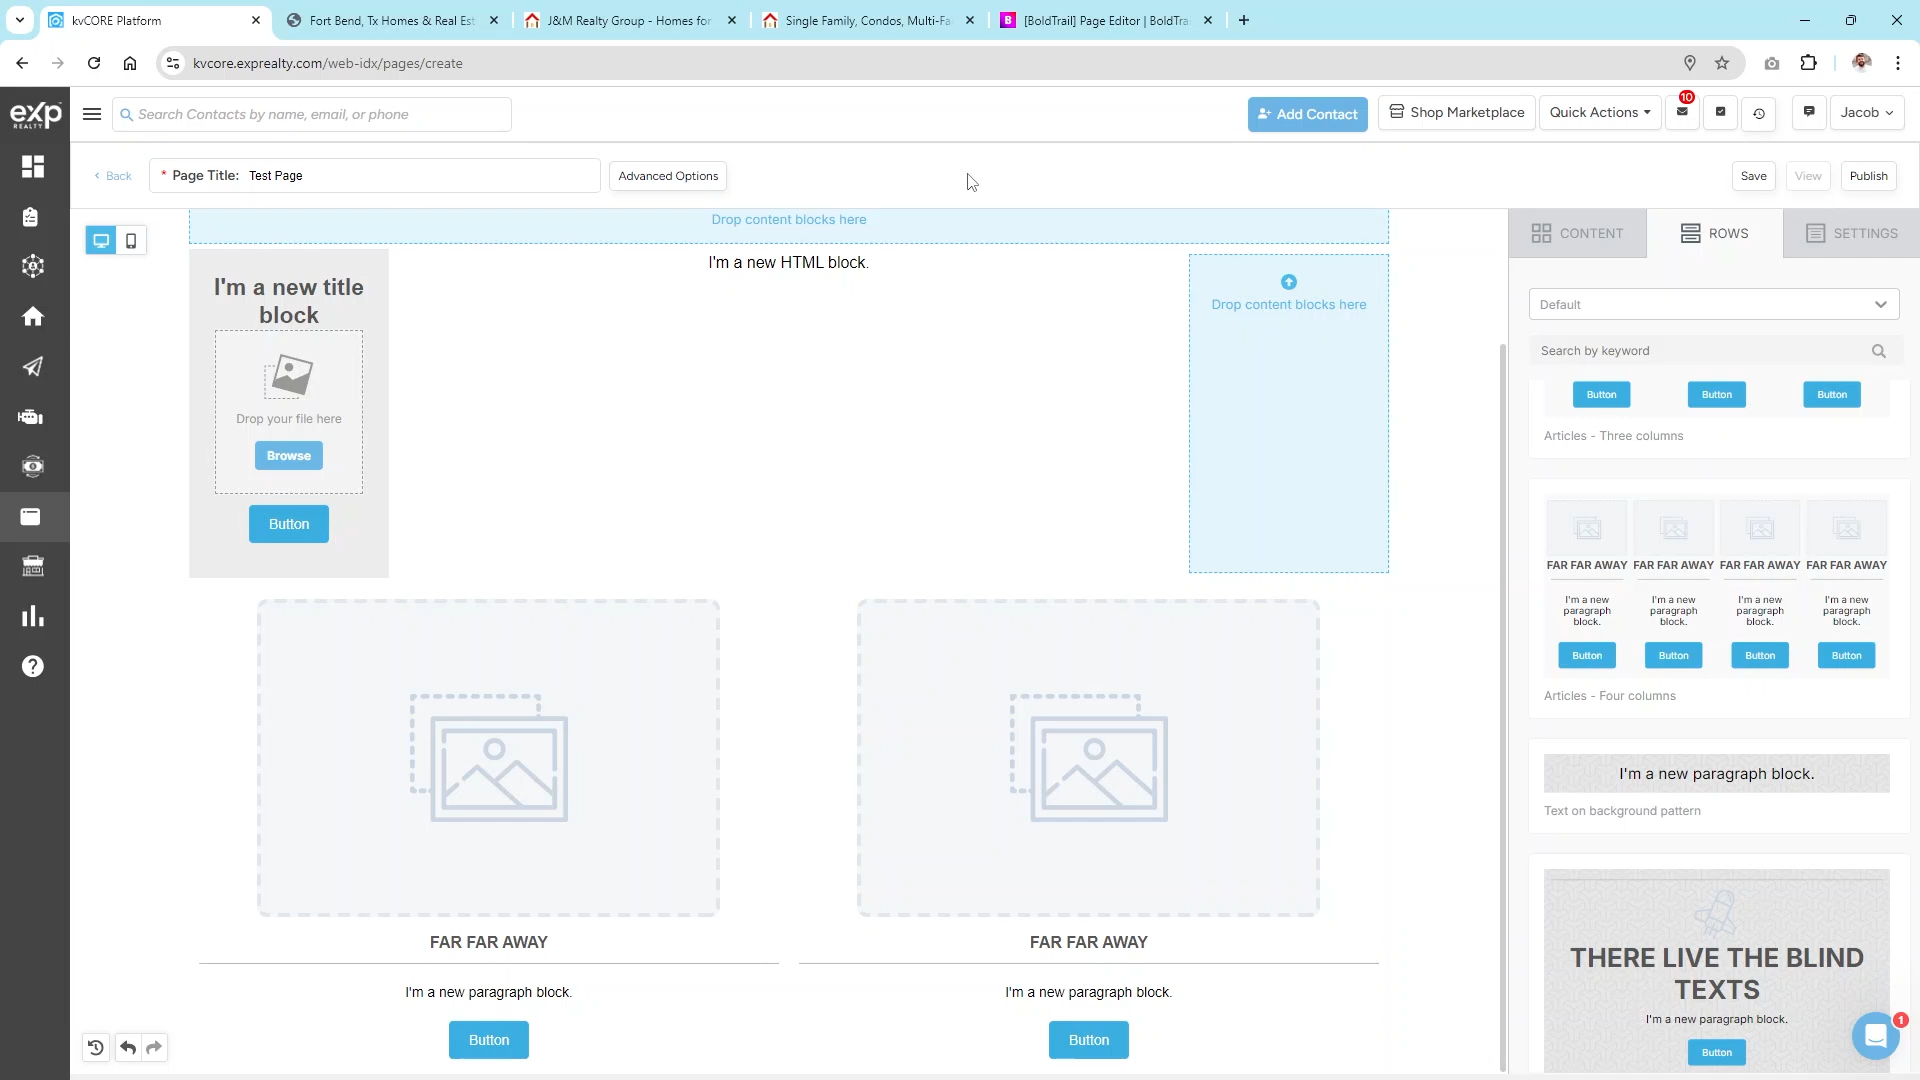 kvCORE Platform
Fort Bend, Tx Homes & Real Est
J&M Realty Group - Homes for
Single Family, Condos, Multi-Fa
[BoldTrail] Page Editor | BoldTra
kvcore.exprealty.com/web-idx/pages/create
exp
REALTY
Search Contacts by name, email, or phone
Add Contact
Shop Marketplace
Quick Actions
10
Jacob
Back
* Page Title: Test Page
Advanced Options
Save
View
Publish
Drop content blocks here
I'm a new title
block
Drop your file here
Browse
Button
I'm a new HTML block.
Drop content blocks here
FAR FAR AWAY
I'm a new paragraph block.
Button
FAR FAR AWAY
I'm a new paragraph block.
Button
CONTENT
ROWS
SETTINGS
Default
Search by keyword
Button
Button
Button
Articles - Three columns
FAR FAR AWAY FAR FAR AWAY FAR FAR AWAY FAR FAR AWAY
I'm a new
paragraph
block.
I'm a new
paragraph
block.
I'm a new
paragraph
block.
I'm a new
paragraph
block.
Button
Button
Button
Button
Articles - Four columns
I'm a new paragraph block.
Text on background pattern
THERE LIVE THE BLIND
TEXTS
I'm a new paragraph block.
Button
1